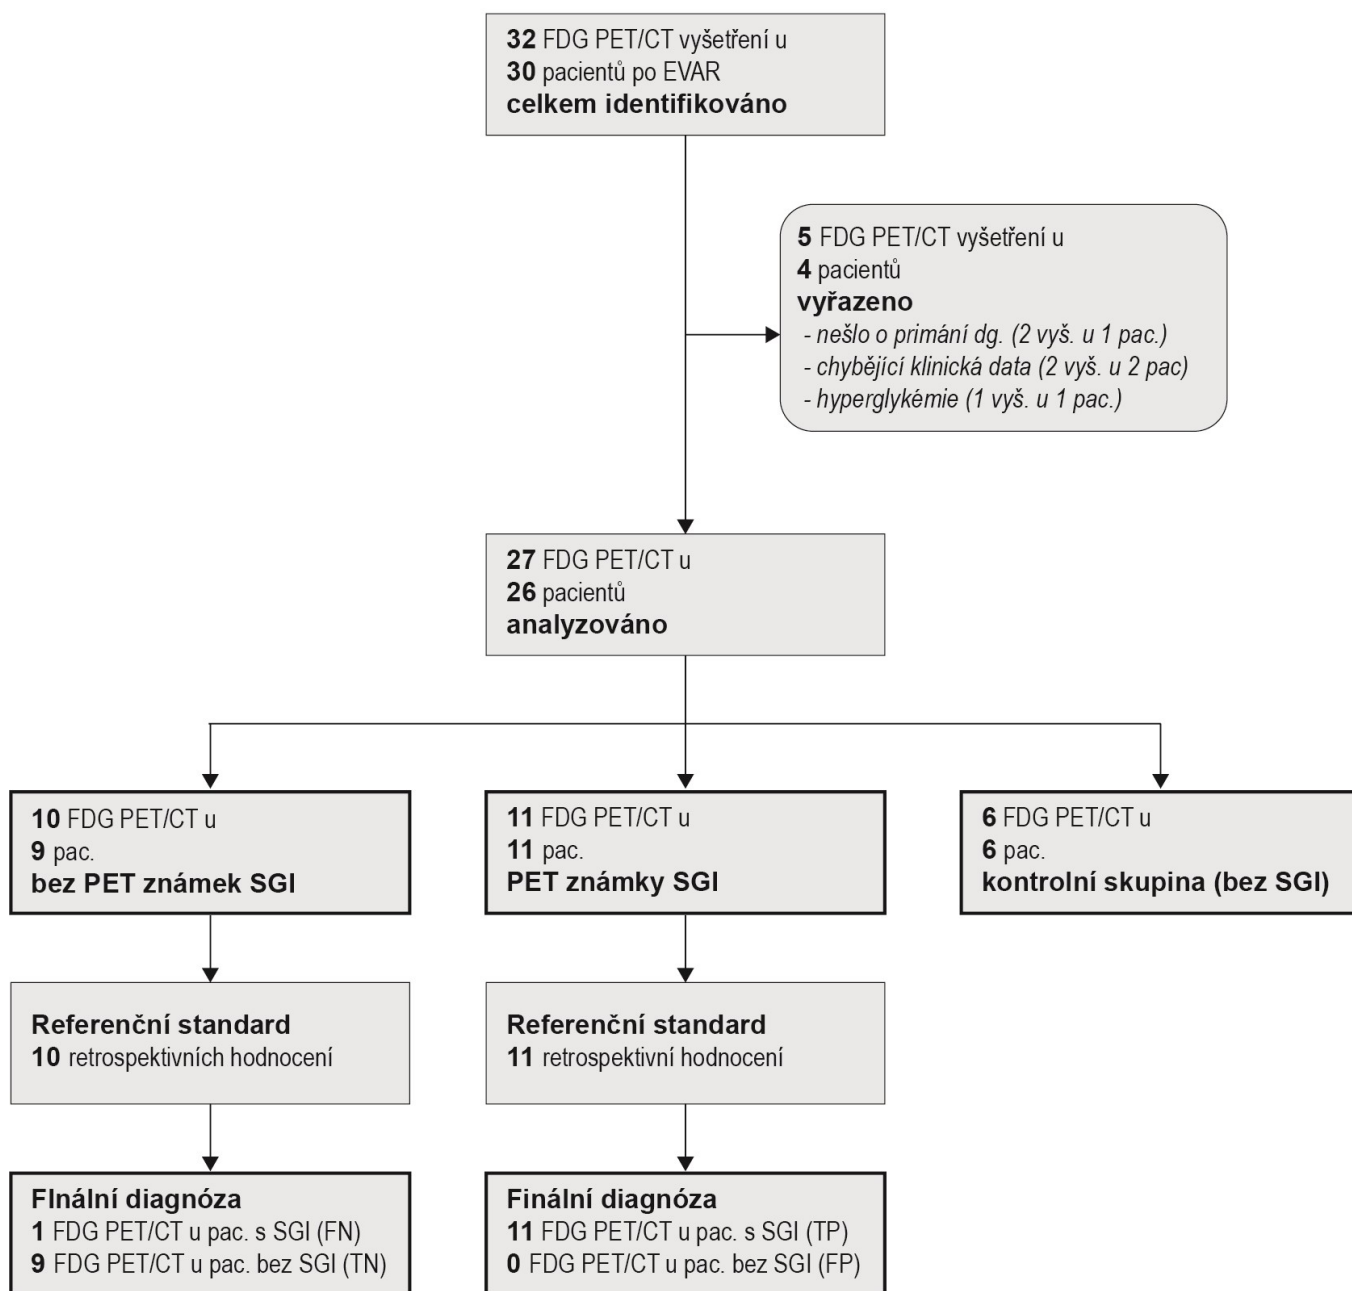 32 FDG PET/CT vyšetření u
30 pacientů po EVAR
celkem identifikováno
5 FDG PET/CT vyšetření u
4 pacientů
vyřazeno
- nešlo o primání dg. (2 vyš. u 1 pac.)
- chybějící klinická data (2 vyš. u 2 pac)
- hyperglykémie (1 vyš. u 1 pac.)
27 FDG PET/CT u
26 pacientů
analyzováno
10 FDG PET/CT u
9 pac.
bez PET známek SGI
11 FDG PET/CT u
11 pac.
PET známky SGI
6 FDG PET/CT u
6 pac.
kontrolní skupina (bez SGI)
Referenční standard
10 retrospektivních hodnocení
Referenční standard
11 retrospektivní hodnocení
FInální diagnóza
1 FDG PET/CT u pac. s SGI (FN)
9 FDG PET/CT u pac. bez SGI (TN)
Finální diagnóza
11 FDG PET/CT u pac. s SGI (TP)
0 FDG PET/CT u pac. bez SGI (FP)